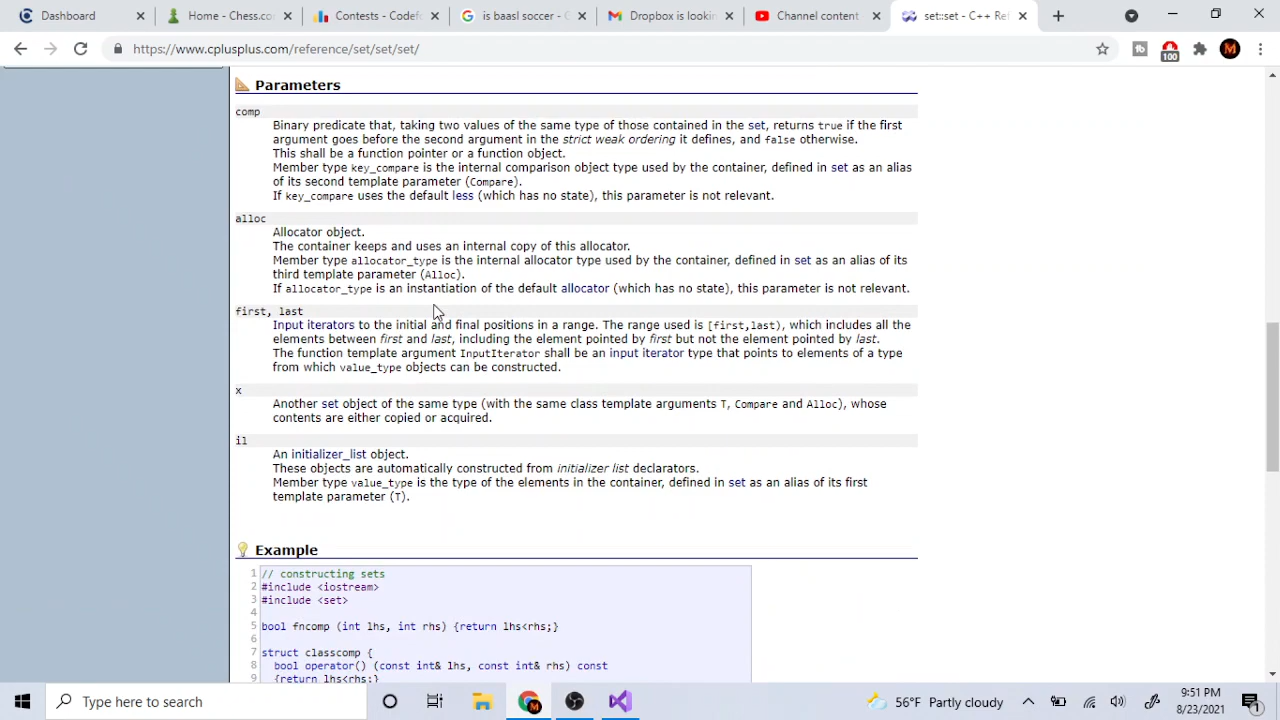 Dashboard
Home - Chess.co
Contests - Codef
is baasl soccer - G
Dropbox is lookin
Channel content
set::set - C++ Ref
https://www.cplusplus.com/reference/set/set/set/
100
M
Parameters
comp
Binary predicate that, taking two values of the same type of those contained in the set, returns true if the first
argument goes before the second argument in the strict weak ordering it defines, and false otherwise.
This shall be a function pointer or a function object.
Member type key_compare is the internal comparison object type used by the container, defined in set as an alias
of its second template parameter (Compare).
If key_compare uses the default less (which has no state), this parameter is not relevant.
alloc
Allocator object.
The container keeps and uses an internal copy of this allocator.
Member type allocator_type is the internal allocator type used by the container, defined in set as an alias of its
third template parameter (Alloc).
If allocator_type is an instantiation of the default allocator (which has no state), this parameter is not relevant.
first, last
Input iterators to the initial and final positions in a range. The range used is [first,last), which includes all the
elements between first and last, including the element pointed by first but not the element pointed by last.
The function template argument InputIterator shall be an input iterator type that points to elements of a type
from which value_type objects can be constructed.
x
Another set object of the same type (with the same class template arguments T, Compare and Alloc), whose
contents are either copied or acquired.
il
An initializer_list object.
These objects are automatically constructed from initializer list declarators.
Member type value_type is the type of the elements in the container, defined in set as an alias of its first
template parameter (T).
Example
1 // constructing sets
2 #include <iostream>
3 #include <set>
4
5 bool fncomp (int lhs, int rhs) {return lhs<rhs;}
6
7 struct classcomp {
8 bool operator() (const int& lhs, const int& rhs) const
9 {return lhs<rhs;}
Type here to search
56°F Partly cloudy
9:51 PM
8/23/2021
1